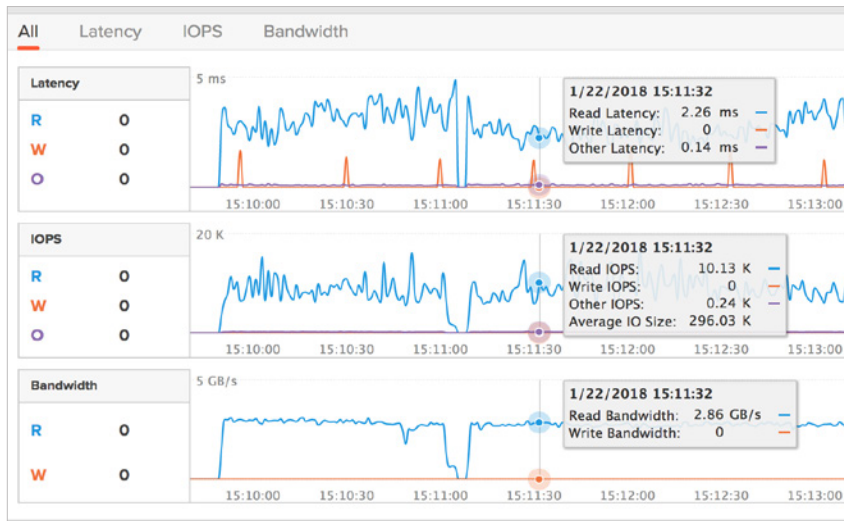 All Latency IOPS Bandwidth
Latency
R 0
W 0
O 0
5 ms
1/22/2018 15:11:32
Read Latency: 2.26 ms
Write Latency: 0
Other Latency: 0.14 ms
15:10:00 15:10:30 15:11:00 15:11:30 15:12:00 15:12:30 15:13:00
IOPS
R 0
W 0
O 0
20 K
1/22/2018 15:11:32
Read IOPS: 10.13 K
Write IOPS: 0
Other IOPS: 0.24 K
Average IO Size: 296.03 K
15:10:00 15:10:30 15:11:00 15:11:30 15:12:00 15:12:30 15:13:00
Bandwidth
R 0
W 0
5 GB/s
1/22/2018 15:11:32
Read Bandwidth: 2.86 GB/s
Write Bandwidth: 0
15:10:00 15:10:30 15:11:00 15:11:30 15:12:00 15:12:30 15:13:00